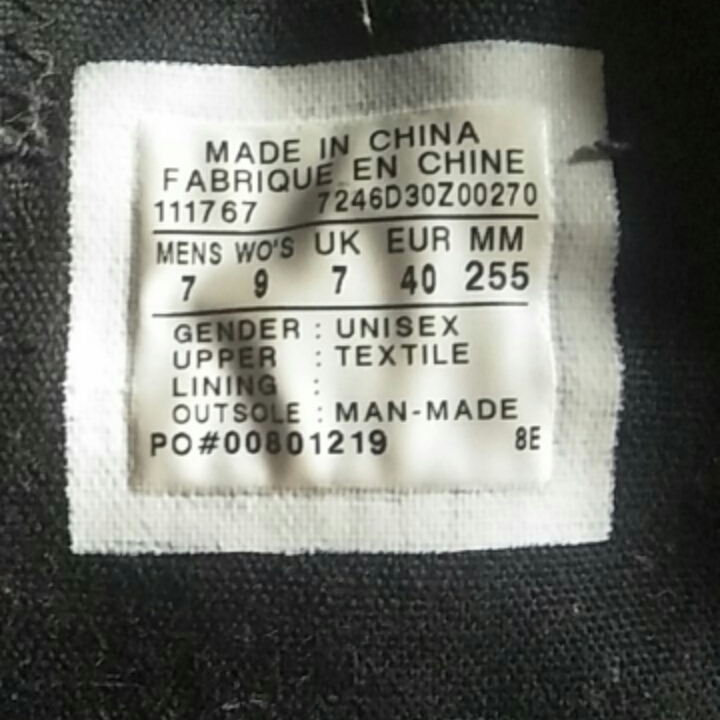 MADE IN CHINA
FABRIQUE EN CHINE
111767 7246D30Z00270
MENS WO'S UK EUR MM
7 9 7 40 255
GENDER : UNISEX
UPPER : TEXTILE
LINING :
OUTSOLE : MAN-MADE
PO#00801219 8E